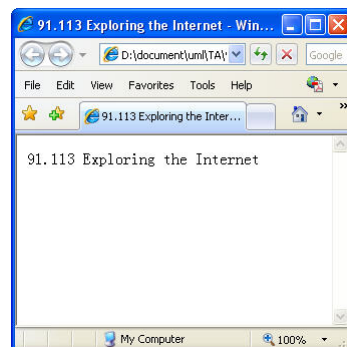 91.113 Exploring the Internet - Win...
D:\document\uml\TA\
Google
File Edit View Favorites Tools Help
91.113 Exploring the Inter...
»
91.113 Exploring the Internet
My Computer
100%